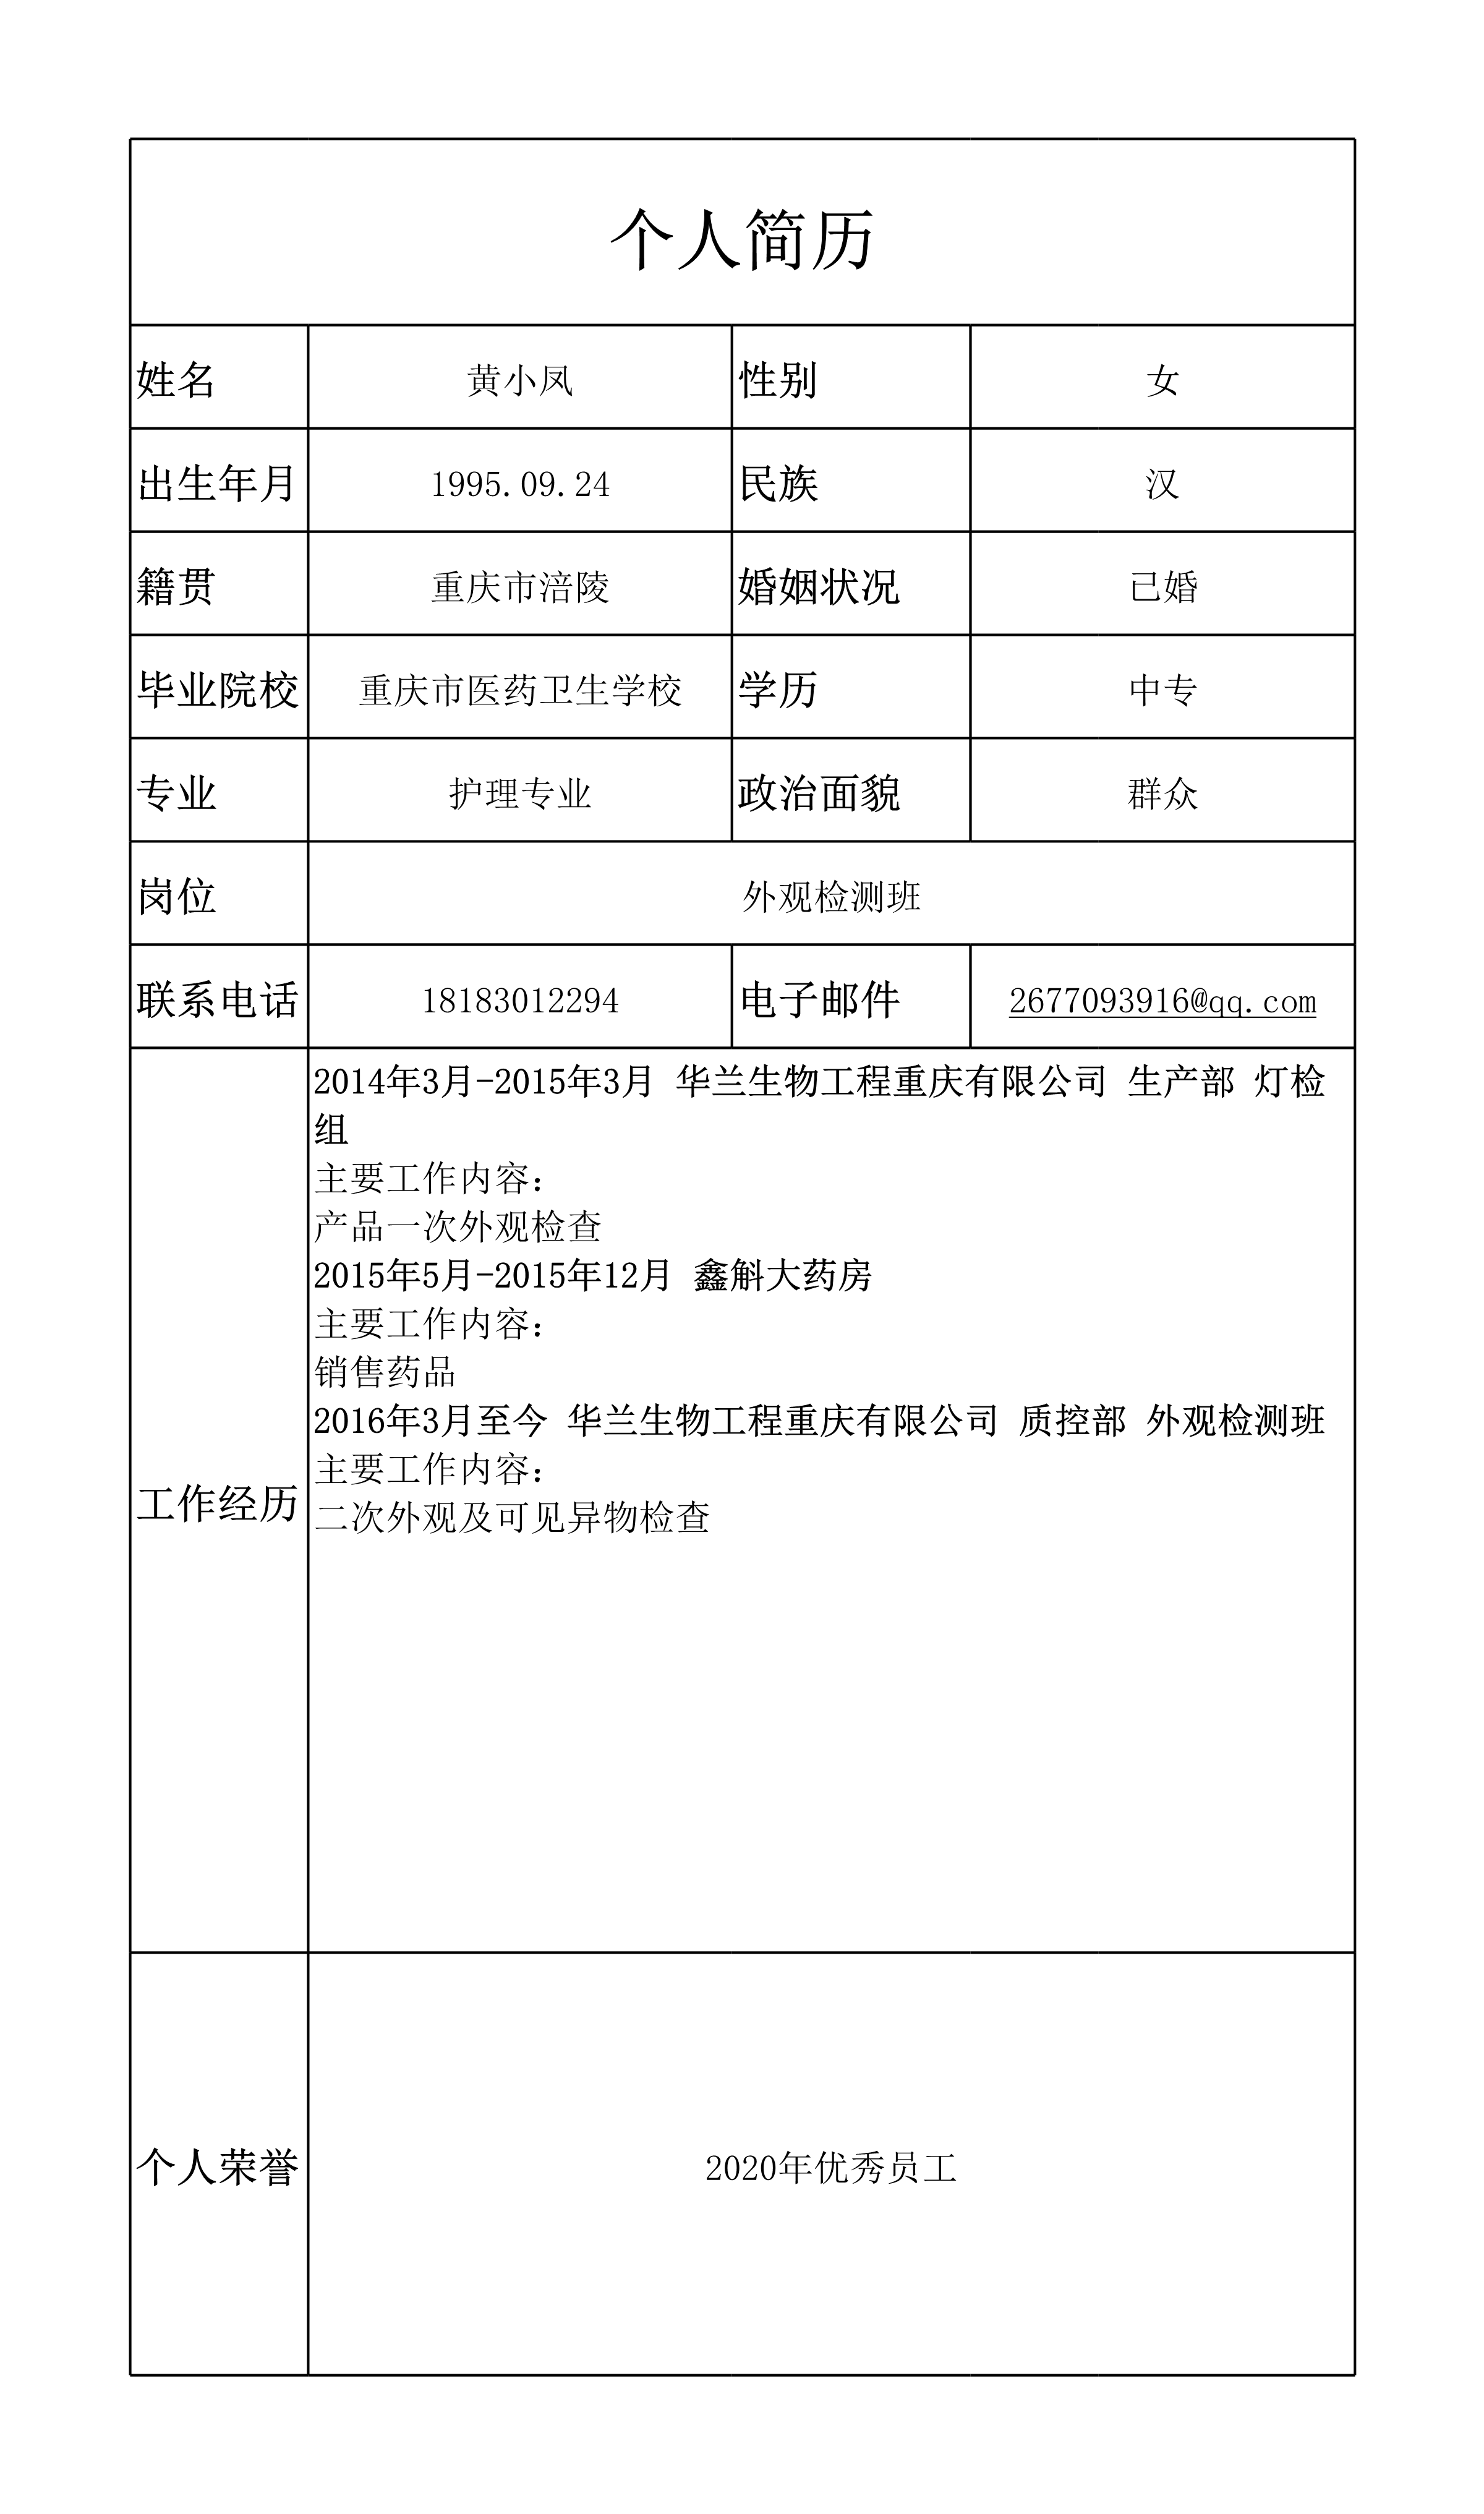 个人简历
姓名 黄小凤 性别 女
出生年月 1995.09.24 民族 汉
籍贯 重庆市涪陵 婚姻状况 已婚
毕业院校 重庆市医药卫生学校 学历 中专
专业 护理专业 政治面貌 群众
岗位 外观检测班
联系电话 18183012294 电子邮件 2677093916@qq.com
2014年3月-2015年3月 华兰生物工程重庆有限公司 生产部 灯检
组
主要工作内容：
产品一次外观检查
2015年5月-2015年12月 鑫斛大药房
主要工作内容：
销售药品
2016年3月至今 华兰生物工程重庆有限公司 质控部 外观检测班
主要工作内容：
工作经历
二次外观及可见异物检查
个人荣誉 2020年优秀员工